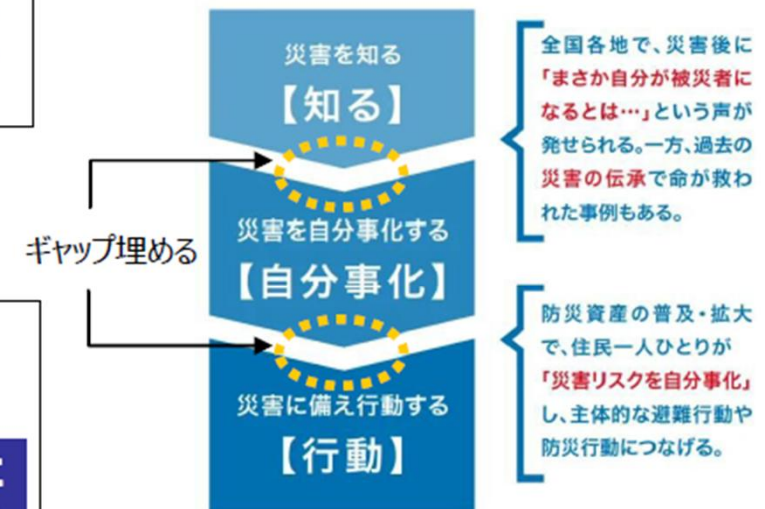 災害を知る
【知る】
ギャップ埋める
災害を自分事化する
【自分事化】
災害に備え行動する
【行動】
全国各地で、災害後に
「まさか自分が被災者に
なるとは…」という声が
発せられる。一方、過去の
災害の伝承で命が救わ
れた事例もある。
防災資産の普及・拡大
で、住民一人ひとりが
「災害リスクを自分事化」
し、主体的な避難行動や
防災行動につなげる。